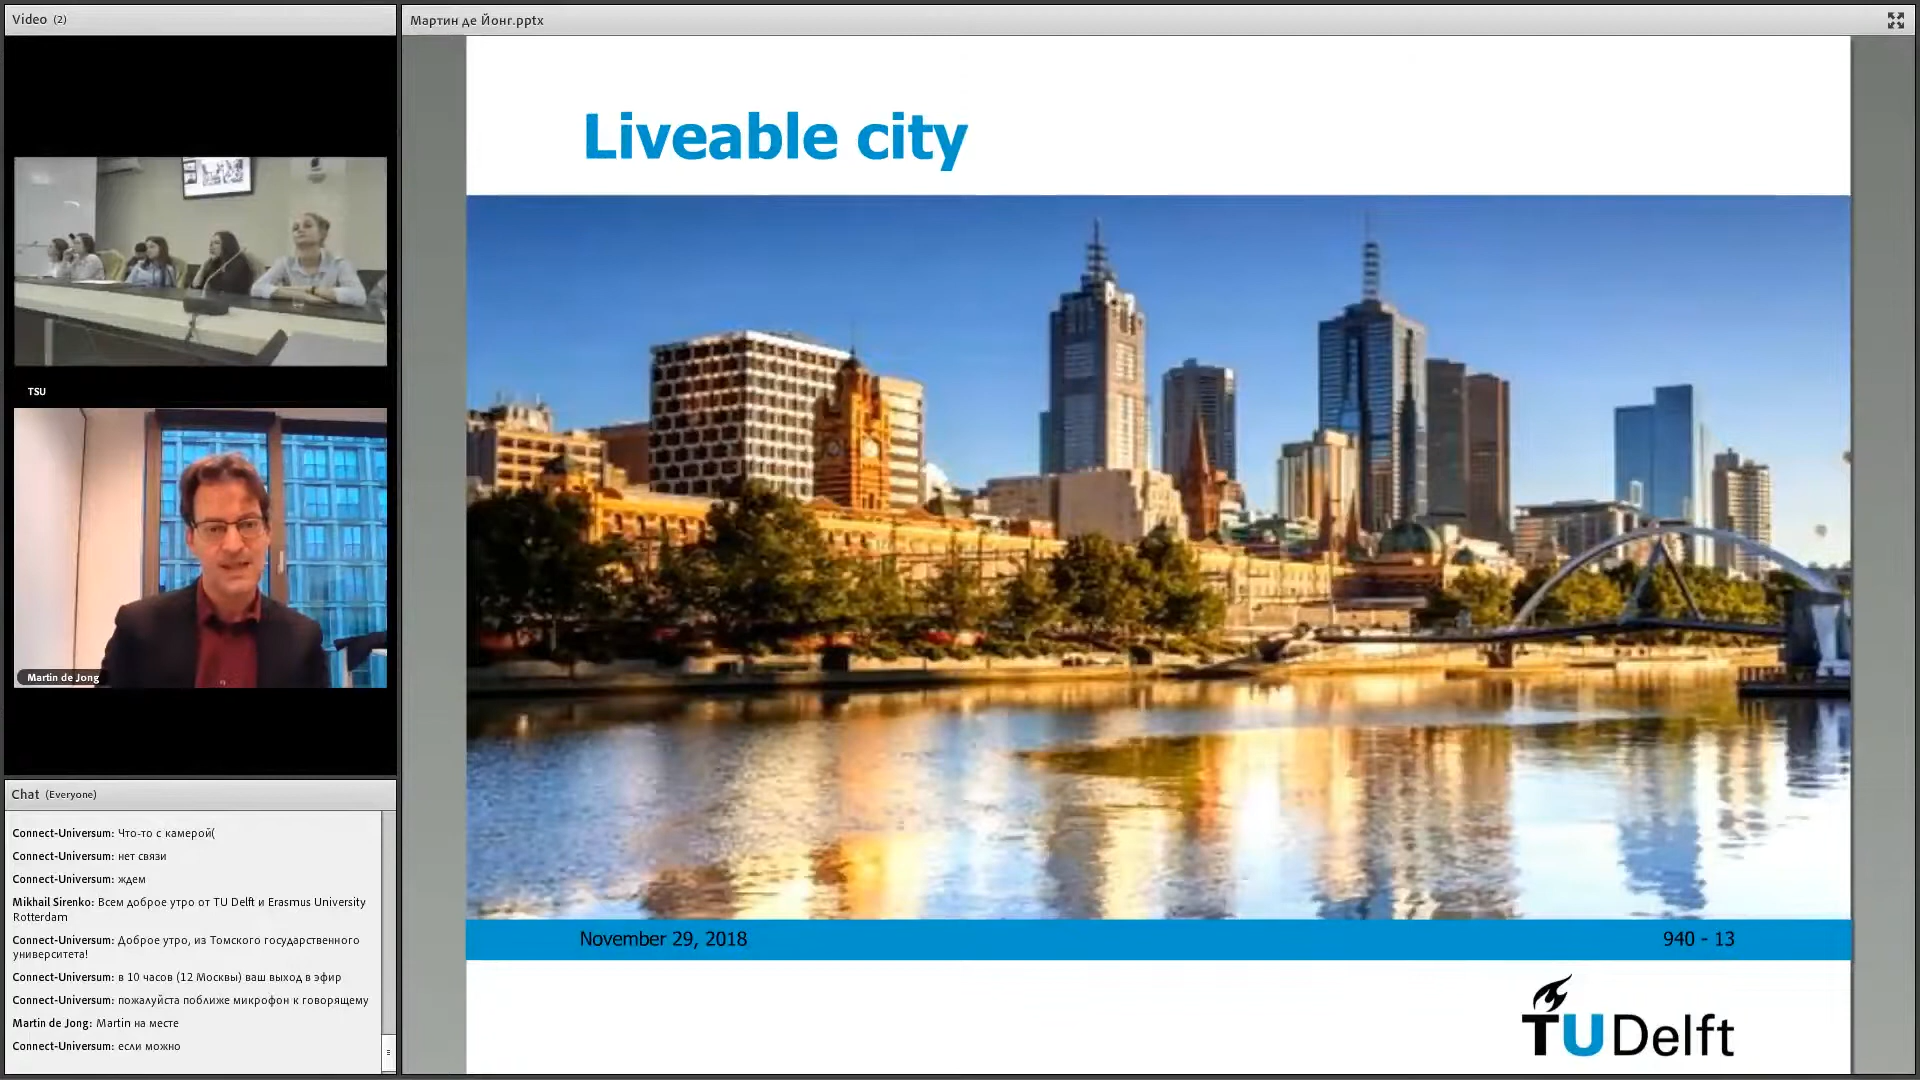 Video (2)
TSU
Martin de Jong
Chat (Everyone)
Connect-Universum: Что-то с камерой(
Connect-Universum: нет связи
Connect-Universum: ждем
Mikhail Sirenko: Всем доброе утро от TU Delft и Erasmus University
Rotterdam
Connect-Universum: Доброе утро, из Томского государственного
университета!
Connect-Universum: в 10 часов (12 Москвы) ваш выход в эфир
Connect-Universum: пожалуйста поближе микрофон к говорящему
Martin de Jong: Martin на месте
Connect-Universum: если можно
Мартин де Йонг.pptx
Liveable city
November 29, 2018
940 - 13
TU Delft